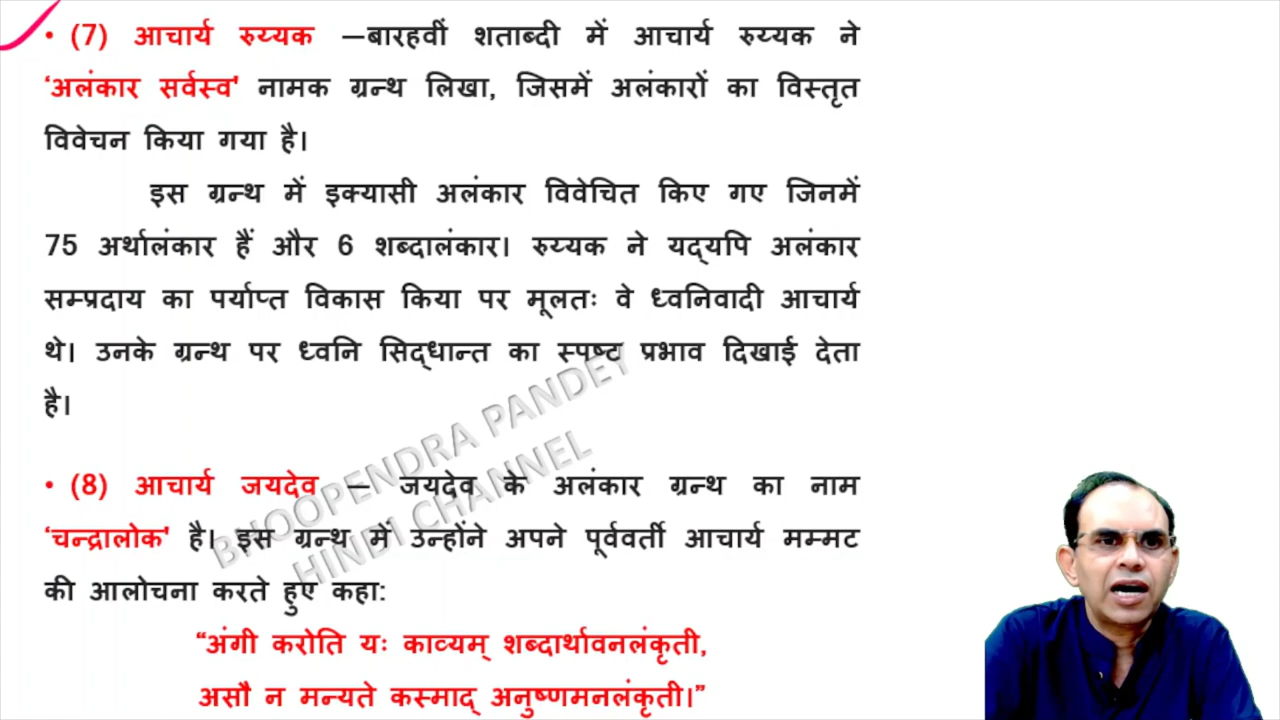 • (7) आचार्य रुय्यक —बारहवीं शताब्दी में आचार्य रुय्यक ने
‘अलंकार सर्वस्व' नामक ग्रन्थ लिखा, जिसमें अलंकारों का विस्तृत
विवेचन किया गया है।
इस ग्रन्थ में इक्यासी अलंकार विवेचित किए गए जिनमें
75 अर्थालंकार हैं और 6 शब्दालंकार। रुय्यक ने यद्यपि अलंकार
सम्प्रदाय का पर्याप्त विकास किया पर मूलतः वे ध्वनिवादी आचार्य
थे। उनके ग्रन्थ पर ध्वनि सिद्धान्त का स्पष्ट प्रभाव दिखाई देता
है।
BHOOPENDRA PANDEY
HINDI CHANNEL
• (8) आचार्य जयदेव — जयदेव के अलंकार ग्रन्थ का नाम
‘चन्द्रालोक' है। इस ग्रन्थ में उन्होंने अपने पूर्ववर्ती आचार्य मम्मट
की आलोचना करते हुए कहा:
“अंगी करोति यः काव्यम् शब्दार्थावनलंकृती,
असौ न मन्यते कस्माद् अनुष्णमनलंकृती।”